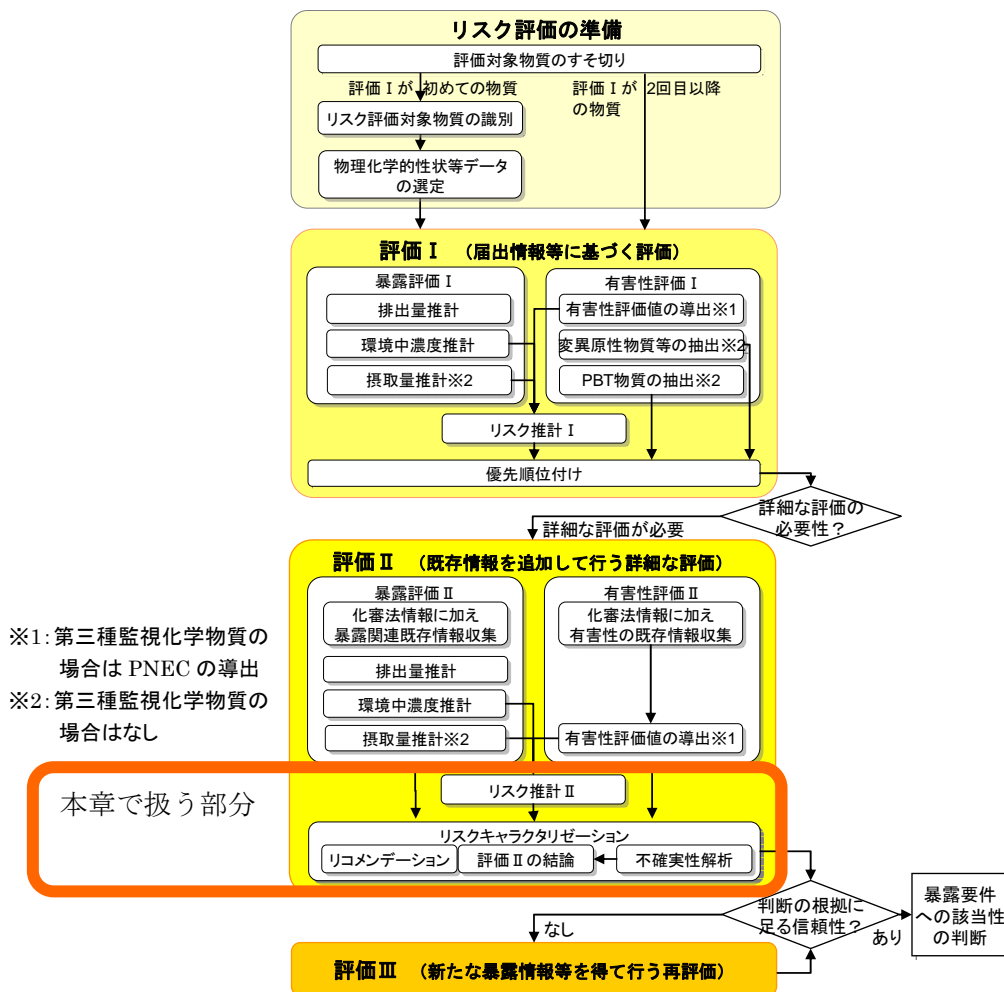 リスク評価の準備
評価対象物質のすそ切り
評価Ⅰが 初めての物質
評価Ⅰが 2回目以降
の物質
リスク評価対象物質の識別
物理化学的性状等データ
の選定
評価Ⅰ （届出情報等に基づく評価）
暴露評価Ⅰ
排出量推計
環境中濃度推計
摂取量推計※2
有害性評価Ⅰ
有害性評価値の導出※1
変異原性物質等の抽出※2
PBT物質の抽出※2
リスク推計Ⅰ
優先順位付け
詳細な評価の
必要性？
詳細な評価が必要
評価Ⅱ （既存情報を追加して行う詳細な評価）
暴露評価Ⅱ
化審法情報に加え
暴露関連既存情報収集
排出量推計
環境中濃度推計
摂取量推計※2
有害性評価Ⅱ
化審法情報に加え
有害性の既存情報収集
有害性評価値の導出※1
※1：第三種監視化学物質の
場合は PNEC の導出
※2：第三種監視化学物質の
場合はなし
本章で扱う部分
リスク推計Ⅱ
リスクキャラクタリゼーション
リコメンデーション
評価Ⅱの結論
不確実性解析
判断の根拠に
足る信頼性？
なし
あり
暴露要件
への該当性
の判断
評価Ⅲ （新たな暴露情報等を得て行う再評価）